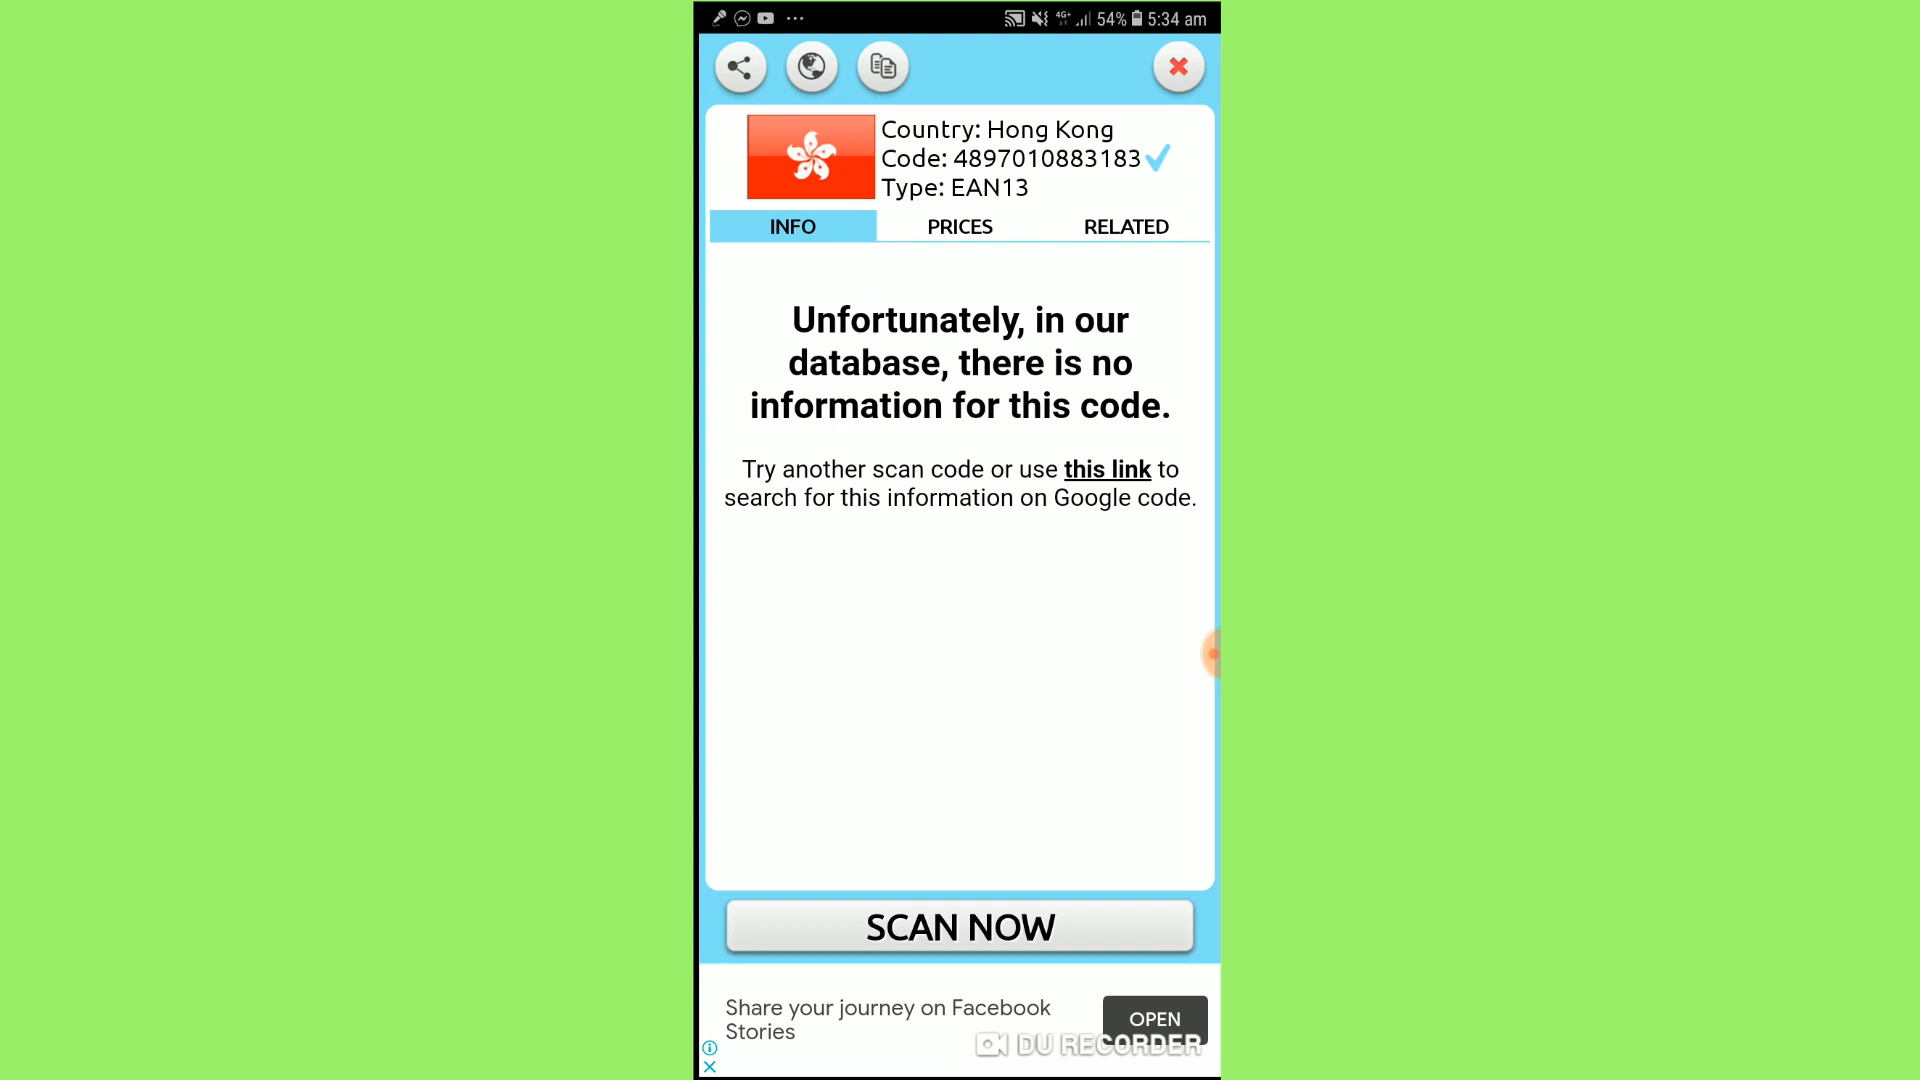 4G+ 54% 5:34 am
Country: Hong Kong
Code: 4897010883183
Type: EAN13
INFO PRICES RELATED
Unfortunately, in our
database, there is no
information for this code.
Try another scan code or use this link to
search for this information on Google code.
SCAN NOW
Share your journey on Facebook
Stories
OPEN
DU RECORDER